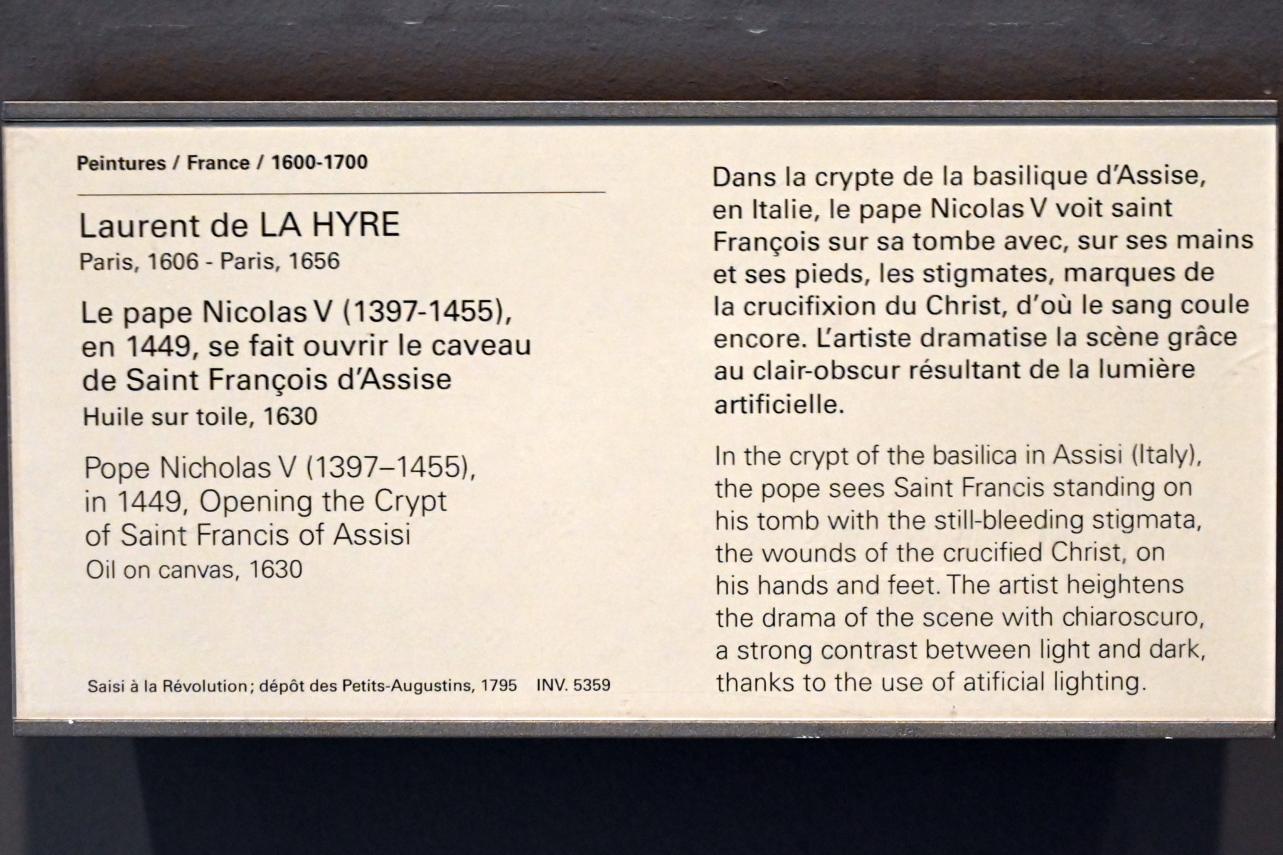 Peintures / France / 1600-1700
Laurent de LA HYRE
Paris, 1606 - Paris, 1656
Le pape Nicolas V (1397-1455),
en 1449, se fait ouvrir le caveau
de Saint François d'Assise
Huile sur toile, 1630
Pope Nicholas V (1397–1455),
in 1449, Opening the Crypt
of Saint Francis of Assisi
Oil on canvas, 1630
Saisi à la Révolution; dépôt des Petits-Augustins, 1795 INV. 5359
Dans la crypte de la basilique d'Assise,
en Italie, le pape Nicolas V voit saint
François sur sa tombe avec, sur ses mains
et ses pieds, les stigmates, marques de
la crucifixion du Christ, d'où le sang coule
encore. L'artiste dramatise la scène grâce
au clair-obscur résultant de la lumière
artificielle.
In the crypt of the basilica in Assisi (Italy),
the pope sees Saint Francis standing on
his tomb with the still-bleeding stigmata,
the wounds of the crucified Christ, on
his hands and feet. The artist heightens
the drama of the scene with chiaroscuro,
a strong contrast between light and dark,
thanks to the use of atificial lighting.